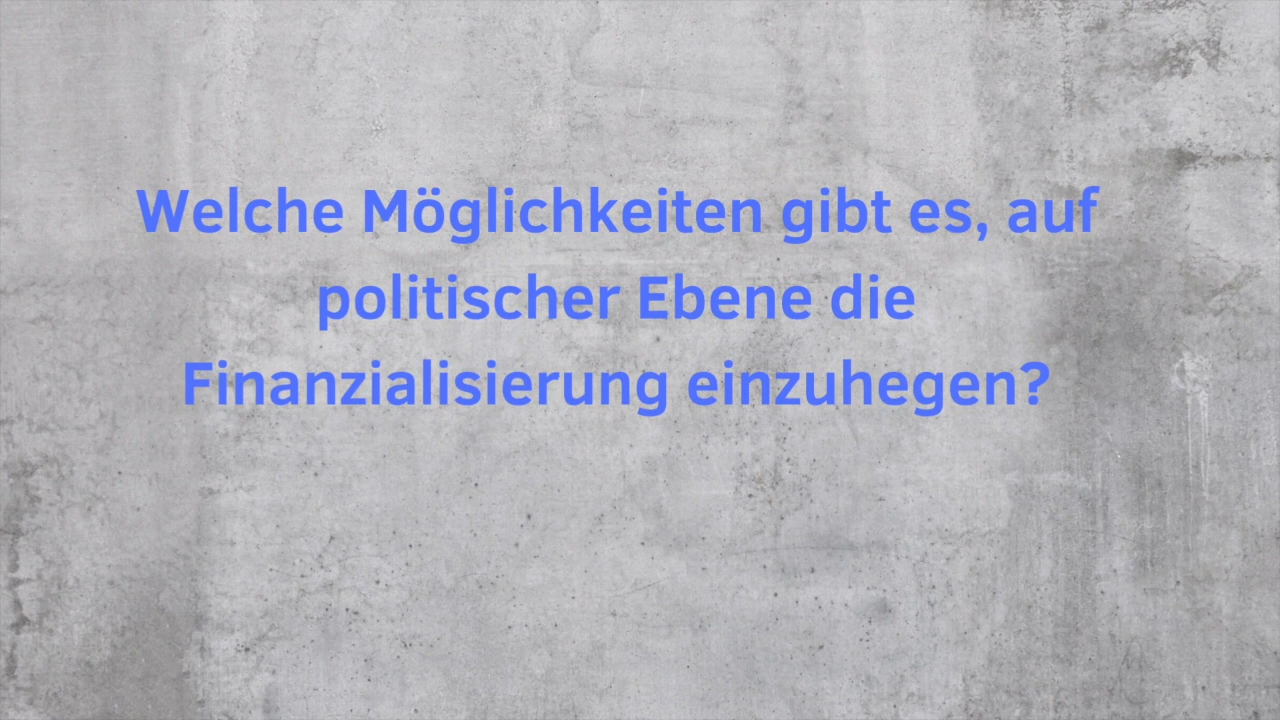 Welche Möglichkeiten gibt es, auf
politischer Ebene die
Finanzialisierung einzuhegen?